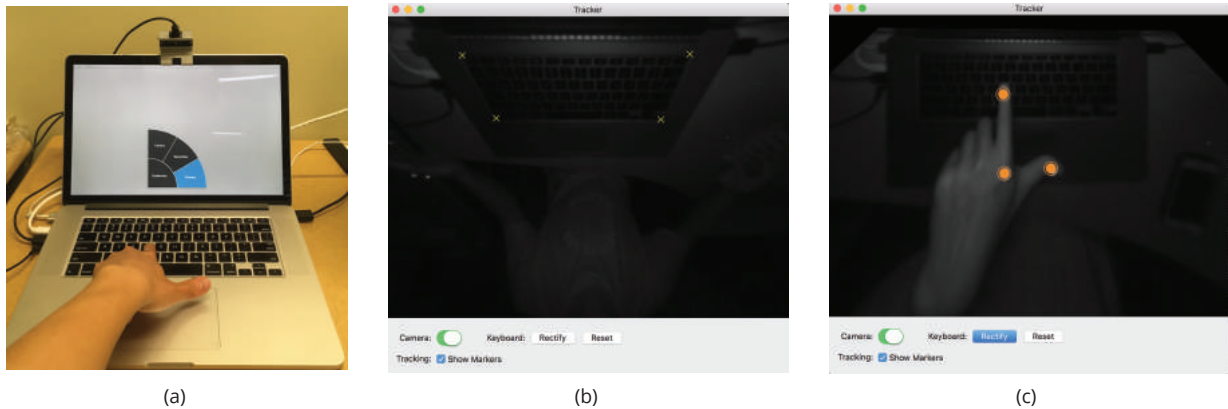 Tracker
Camera: Keyboard: Rectify Reset
Tracking: Show Markers
(b)
Tracker
Camera: Keyboard: Rectify Reset
Tracking: Show Markers
(c)
(a)